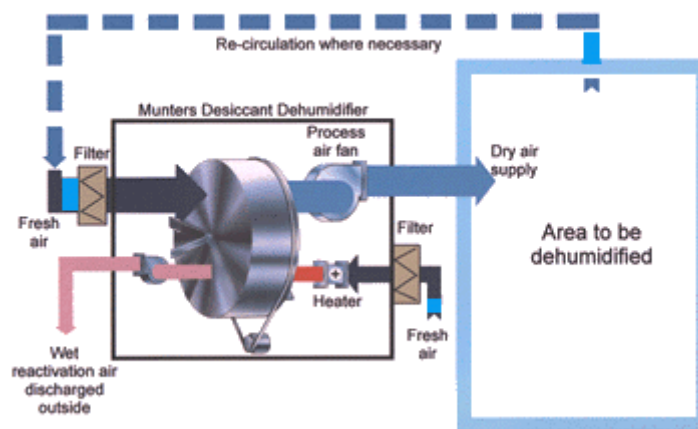 Re-circulation where necessary
Munters Desiccant Dehumidifier
Filter
Process
air fan
Dry air
supply
Fresh
air
Filter
Area to be
dehumidified
Heater
Fresh
air
Wet
reactivation air
discharged
outside